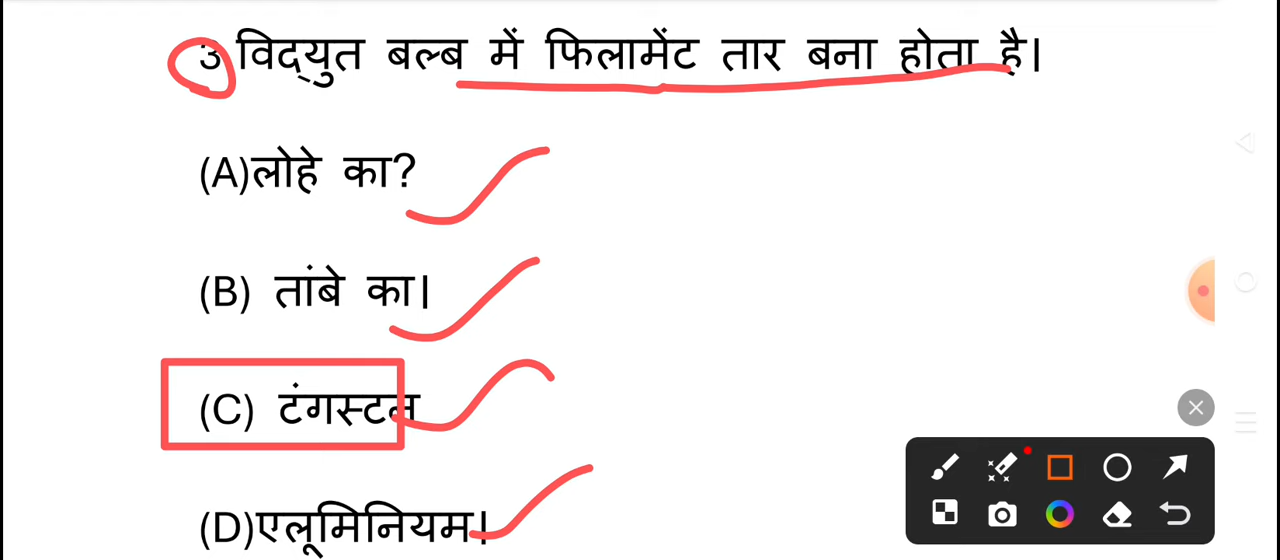 3 विद्युत बल्ब में फिलामेंट तार बना होता है।
(A)लोहे का?
(B) तांबे का।
(C) टंगस्टन
(D)एलूमिनियम।